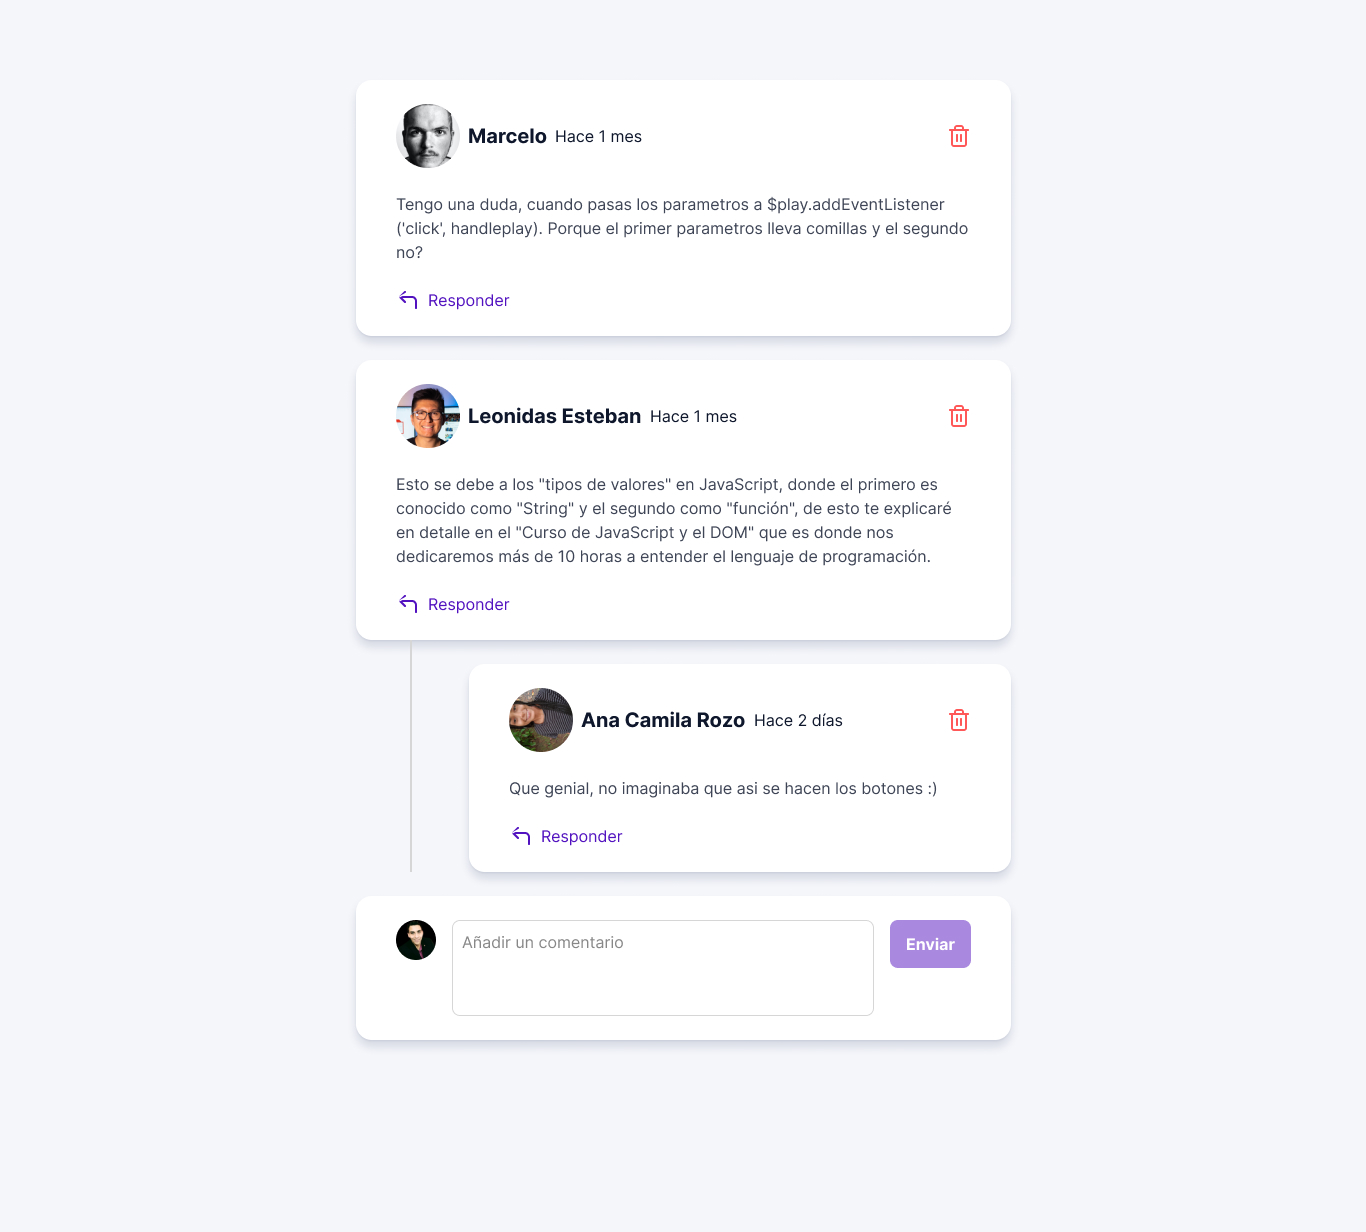 Marcelo Hace 1 mes
Tengo una duda, cuando pasas los parametros a $play.addEventListener
('click', handleplay). Porque el primer parametros lleva comillas y el segundo
no?
Responder
Leonidas Esteban Hace 1 mes
Esto se debe a los "tipos de valores" en JavaScript, donde el primero es
conocido como "String" y el segundo como "función", de esto te explicaré
en detalle en el "Curso de JavaScript y el DOM" que es donde nos
dedicaremos más de 10 horas a entender el lenguaje de programación.
Responder
Ana Camila Rozo Hace 2 días
Que genial, no imaginaba que asi se hacen los botones :)
Responder
Añadir un comentario
Enviar